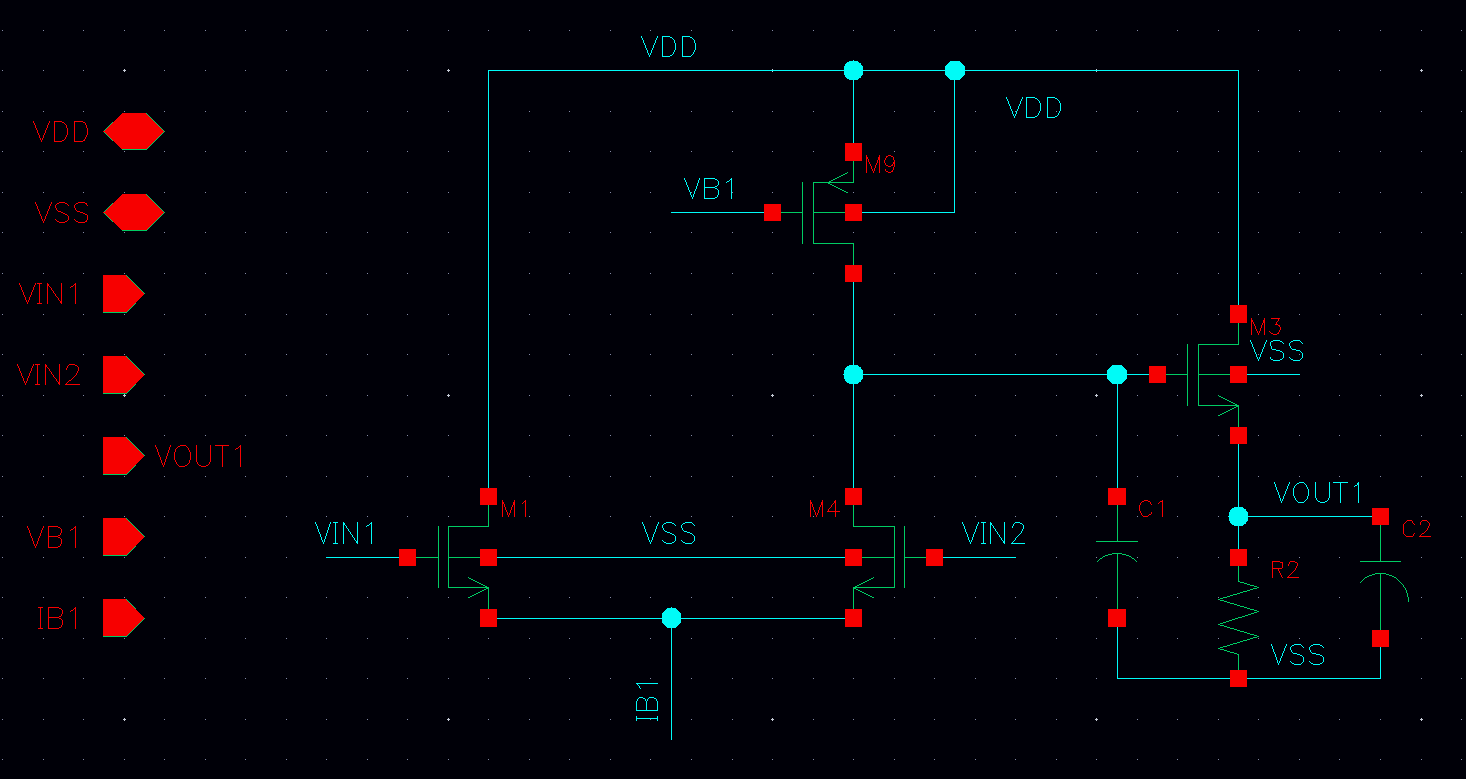 VDD
VDD
VDD
M9
VB1
VSS
VIN1
M3
VSS
VIN2
VOUT1
VOUT1
M1
M4
C1
VB1
VIN1
VSS
VIN2
C2
R2
IB1
VSS
IB1